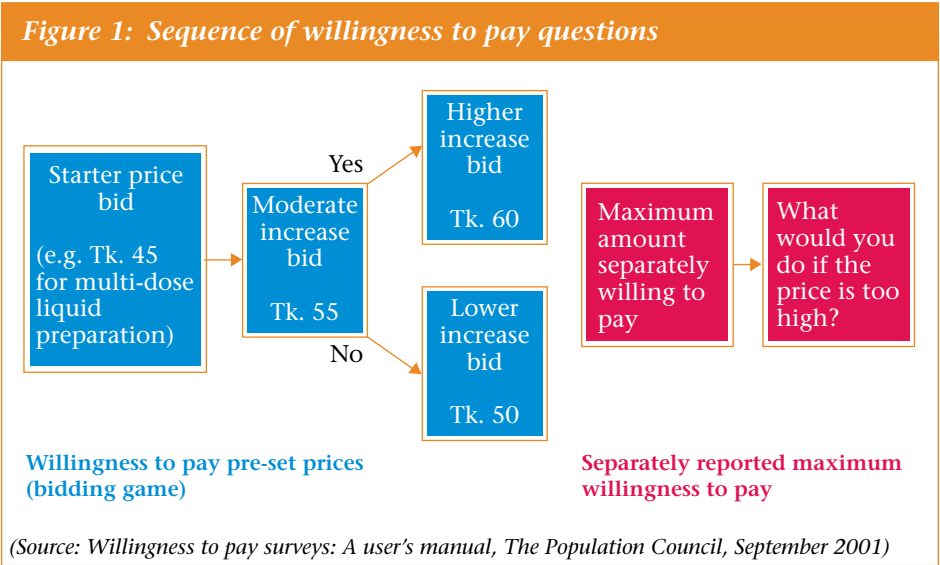 Figure 1: Sequence of willingness to pay questions
Starter price
bid
(e.g. Tk. 45
for multi-dose
liquid
preparation)
Moderate
increase
bid
Tk. 55
Yes
No
Higher
increase
bid
Tk. 60
Lower
increase
bid
Tk. 50
Maximum
amount
separately
willing to
pay
What
would you
do if the
price is too
high?
Willingness to pay pre-set prices
(bidding game)
Separately reported maximum
willingness to pay
(Source: Willingness to pay surveys: A user's manual, The Population Council, September 2001)